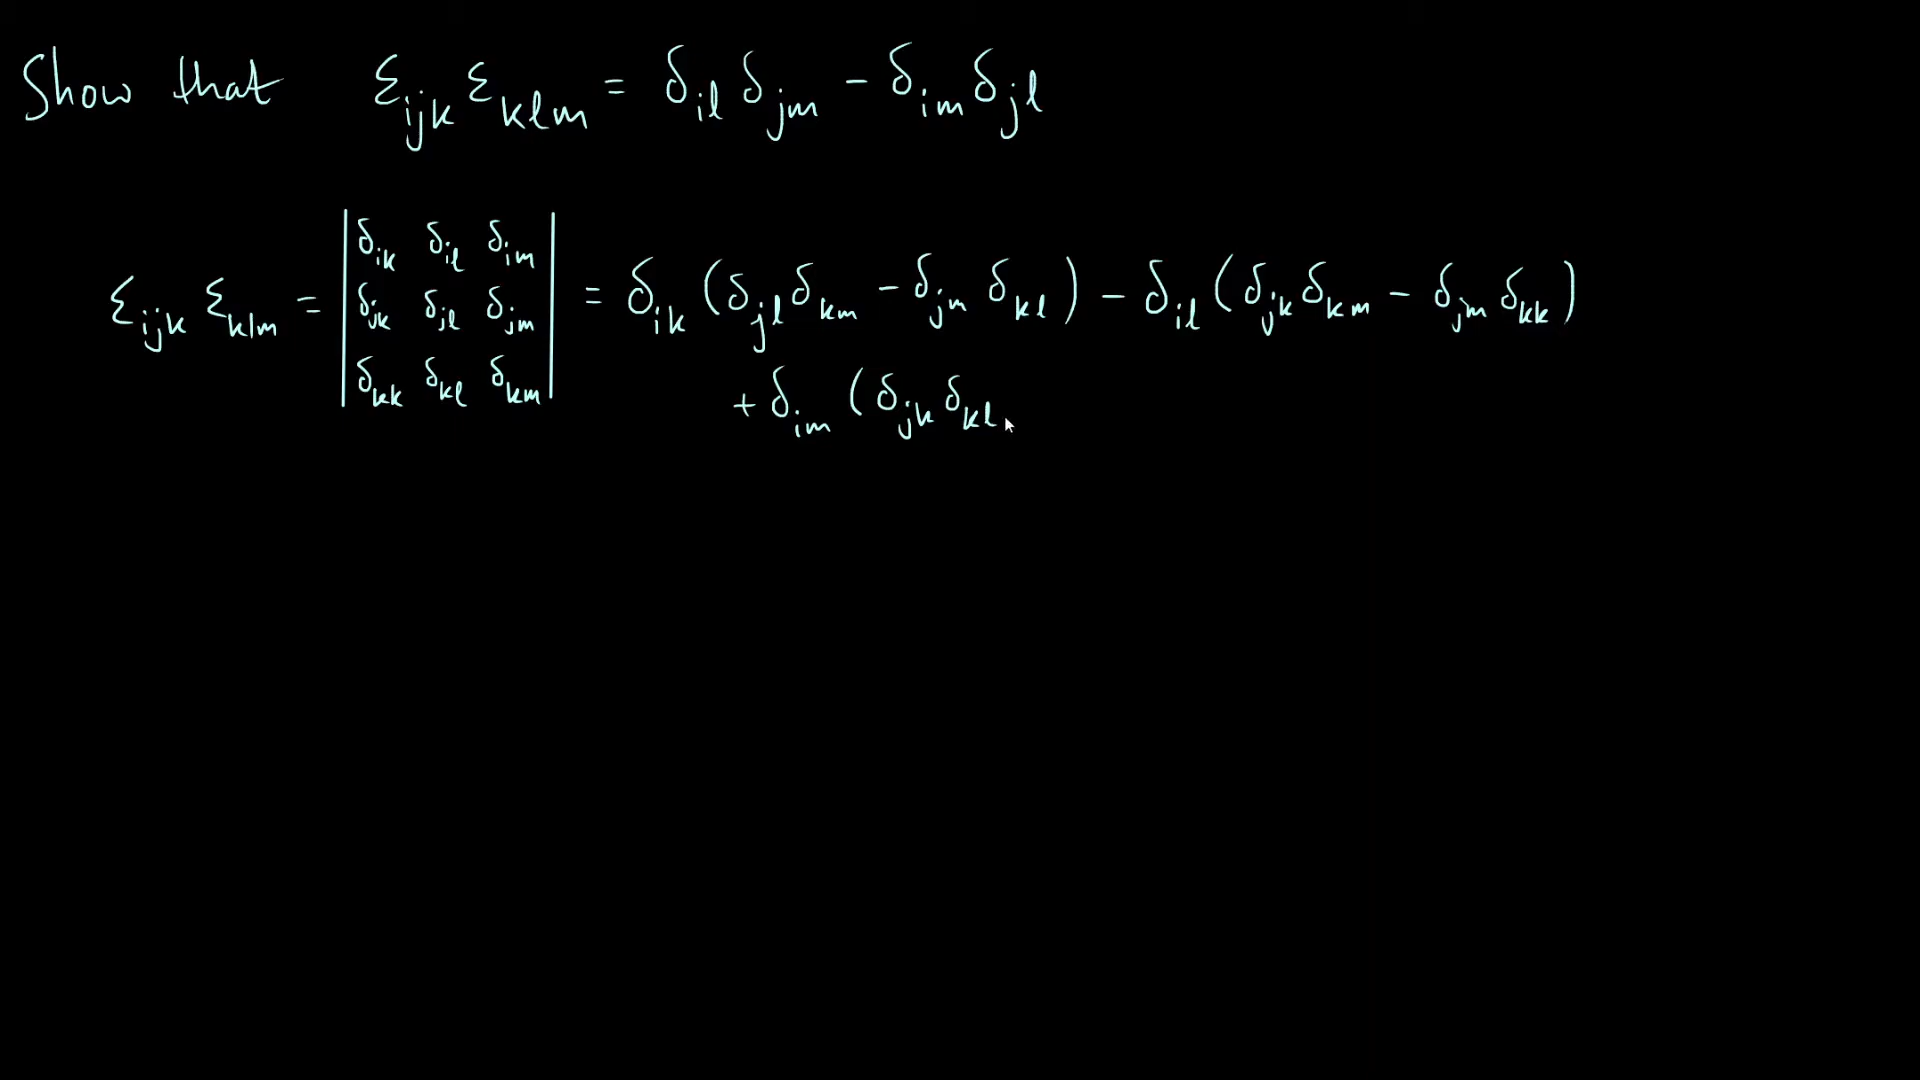 Show that ε_ijk ε_klm = δ_il δ_jm - δ_im δ_jl
ε_ijk ε_klm = | δ_ik δ_il δ_im ; δ_jk δ_jl δ_jm ; δ_kk δ_kl δ_km | = δ_ik (δ_jl δ_km - δ_jm δ_kl) - δ_il (δ_jk δ_km - δ_jm δ_kk)
+ δ_im (δ_jk δ_kl